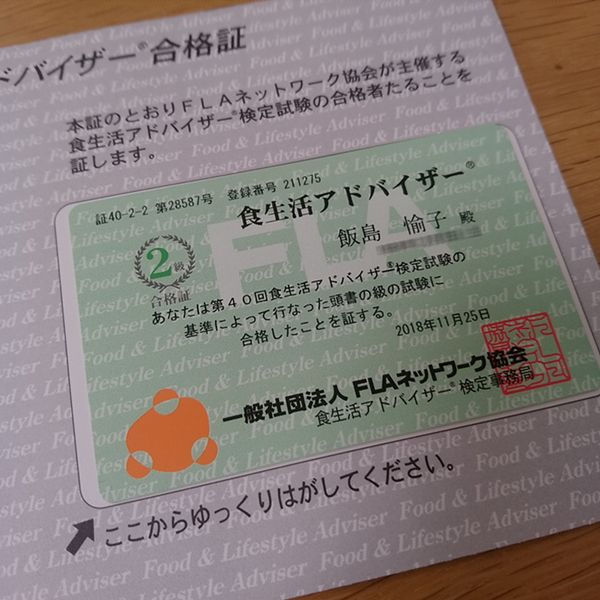 ドバイザー®合格証
本証のとおりFLAネットワーク協会が主催する
食生活アドバイザー®検定試験の合格者たることを
証します。
証40-2-2 第28587号 登録番号 211275
食生活アドバイザー®
飯島 愉子 殿
2級
合格証
FLA
あなたは第40回食生活アドバイザー®検定試験の
基準によって行なった頭書の級の試験に
合格したことを証する。
2018年11月25日
一般社団法人 FLAネットワーク協会
食生活アドバイザー®検定事務局
ここからゆっくりはがしてください。
Food & Lifestyle Adviser